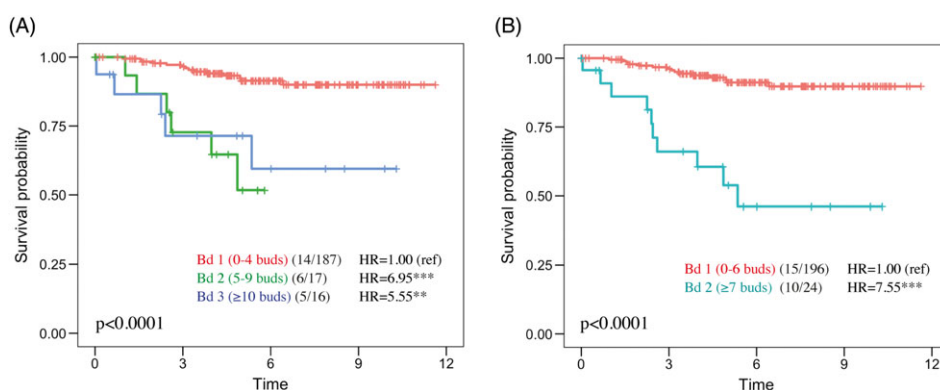 (A)
Survival probability
1.00
0.75
0.50
0.25
0.00
Bd 1 (0-4 buds) (14/187) HR=1.00 (ref)
Bd 2 (5-9 buds) (6/17) HR=6.95***
Bd 3 (≥10 buds) (5/16) HR=5.55**
p<0.0001
0 3 6 9 12
Time
(B)
Survival probability
1.00
0.75
0.50
0.25
0.00
Bd 1 (0-6 buds) (15/196) HR=1.00 (ref)
Bd 2 (≥7 buds) (10/24) HR=7.55***
p<0.0001
0 3 6 9 12
Time